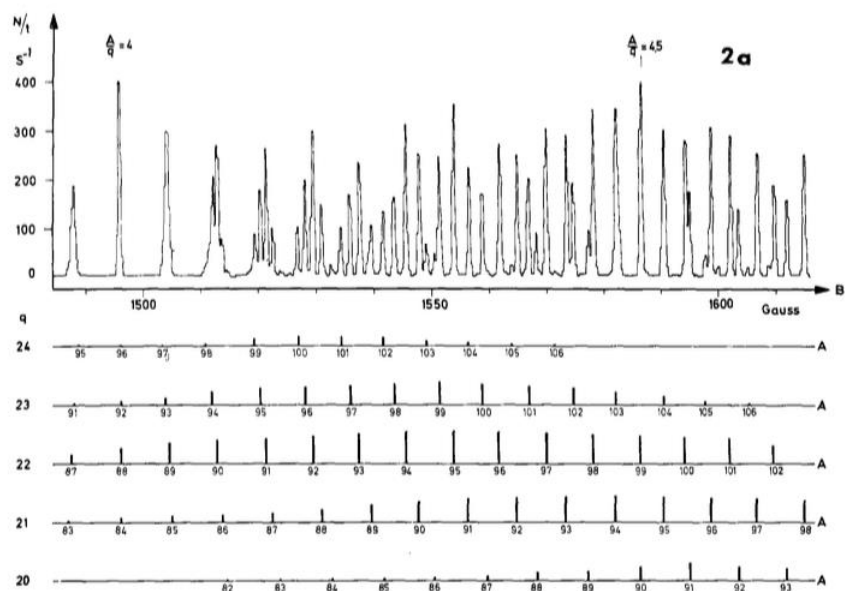 N/t
s⁻¹
A/q = 4
A/q = 4,5
2a
400
300
200
100
0
1500
1550
1600
B
Gauss
q
24
A
95 96 97 98 99 100 101 102 103 104 105 106
23
A
91 92 93 94 95 96 97 98 99 100 101 102 103 104 105 106
22
A
87 88 89 90 91 92 93 94 95 96 97 98 99 100 101 102
21
A
83 84 85 86 87 88 89 90 91 92 93 94 95 96 97 98
20
A
82 83 84 85 86 87 88 89 90 91 92 93